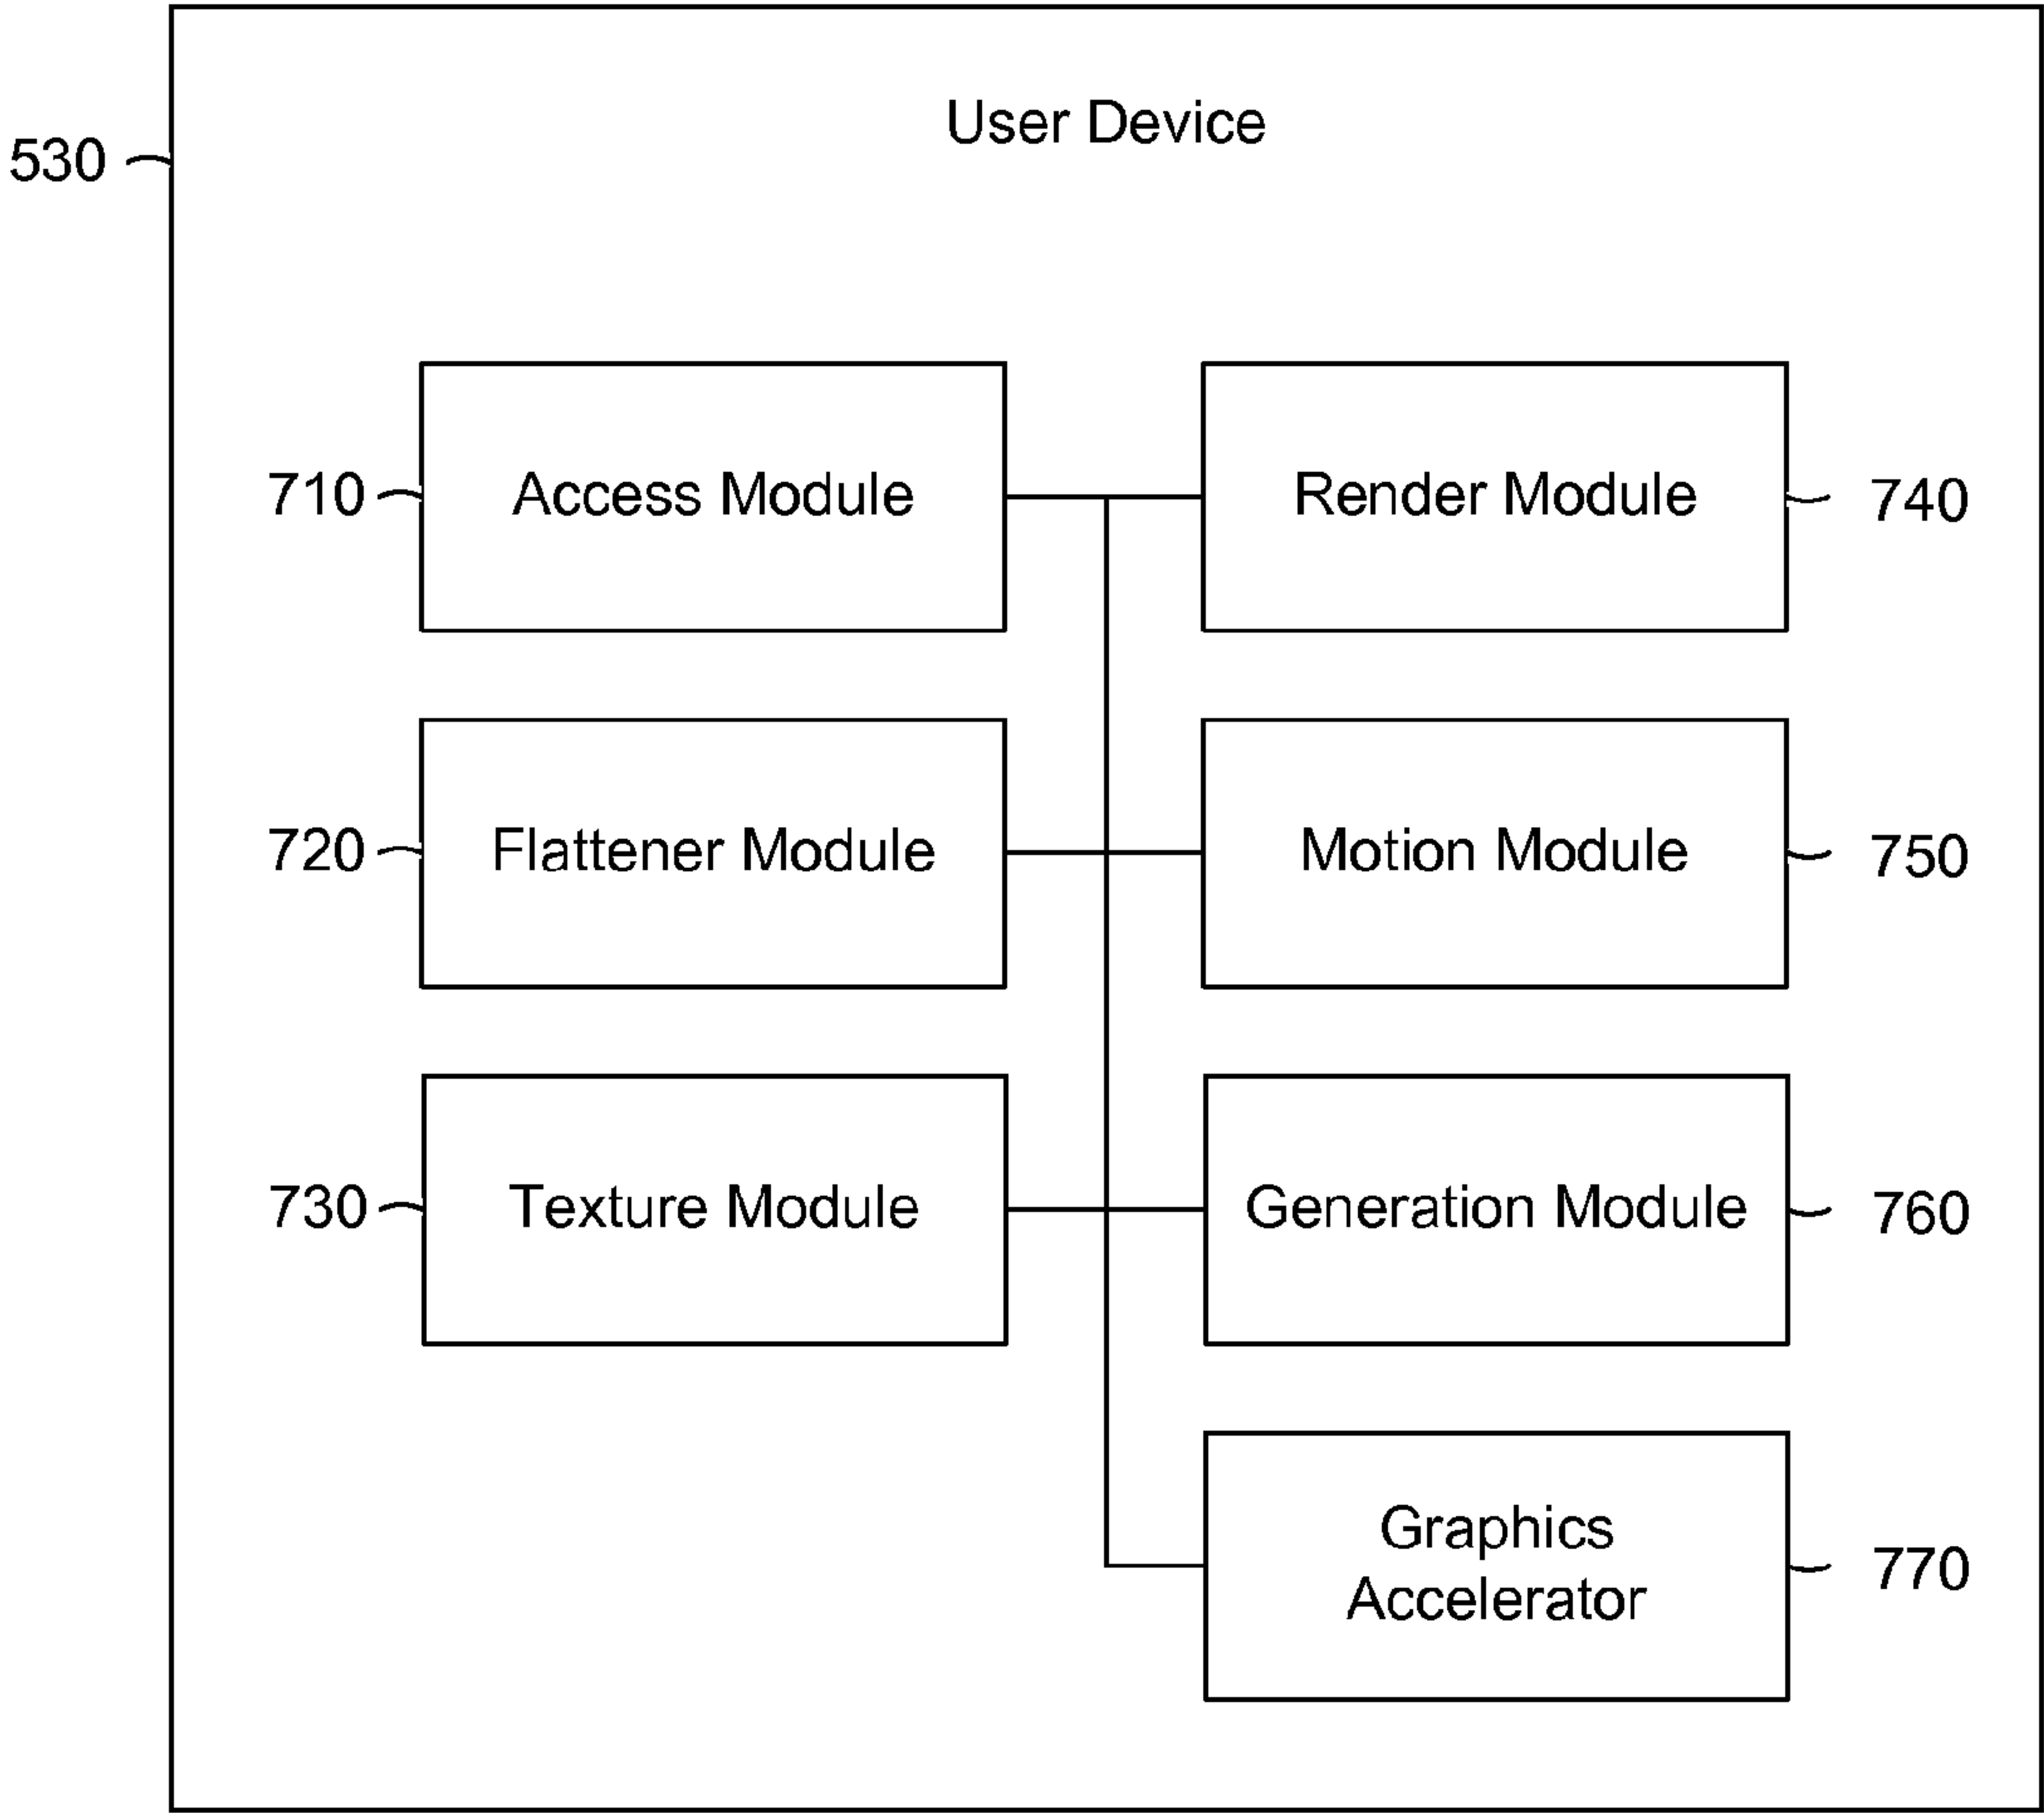 User Device
530
710
Access Module
Render Module
740
720
Flattener Module
Motion Module
750
730
Texture Module
Generation Module
760
Graphics
Accelerator
770